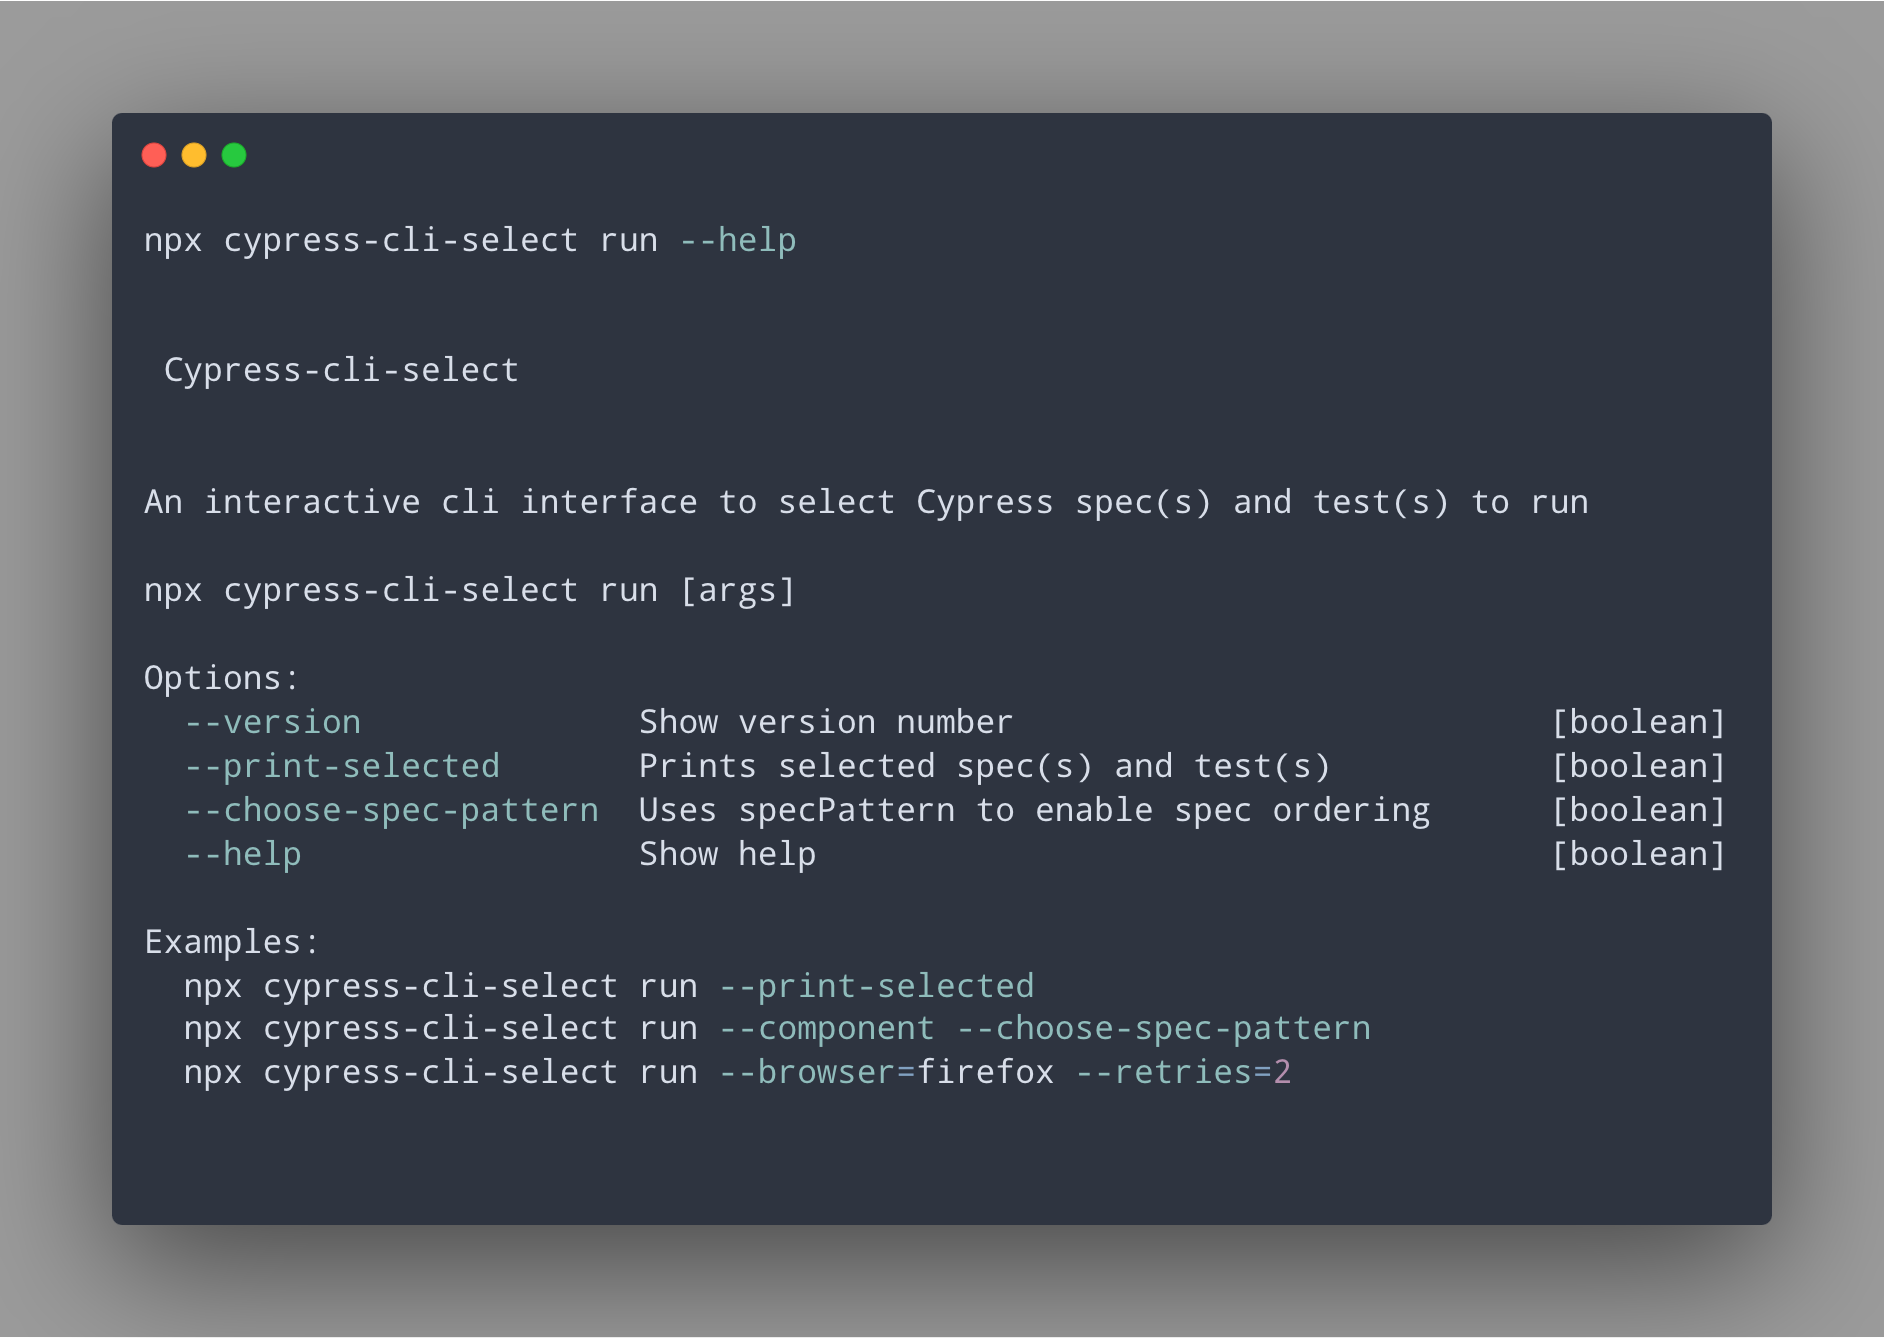 npx cypress-cli-select run --help
Cypress-cli-select
An interactive cli interface to select Cypress spec(s) and test(s) to run
npx cypress-cli-select run [args]
Options:
--version Show version number [boolean]
--print-selected Prints selected spec(s) and test(s) [boolean]
--choose-spec-pattern Uses specPattern to enable spec ordering [boolean]
--help Show help [boolean]
Examples:
npx cypress-cli-select run --print-selected
npx cypress-cli-select run --component --choose-spec-pattern
npx cypress-cli-select run --browser=firefox --retries=2